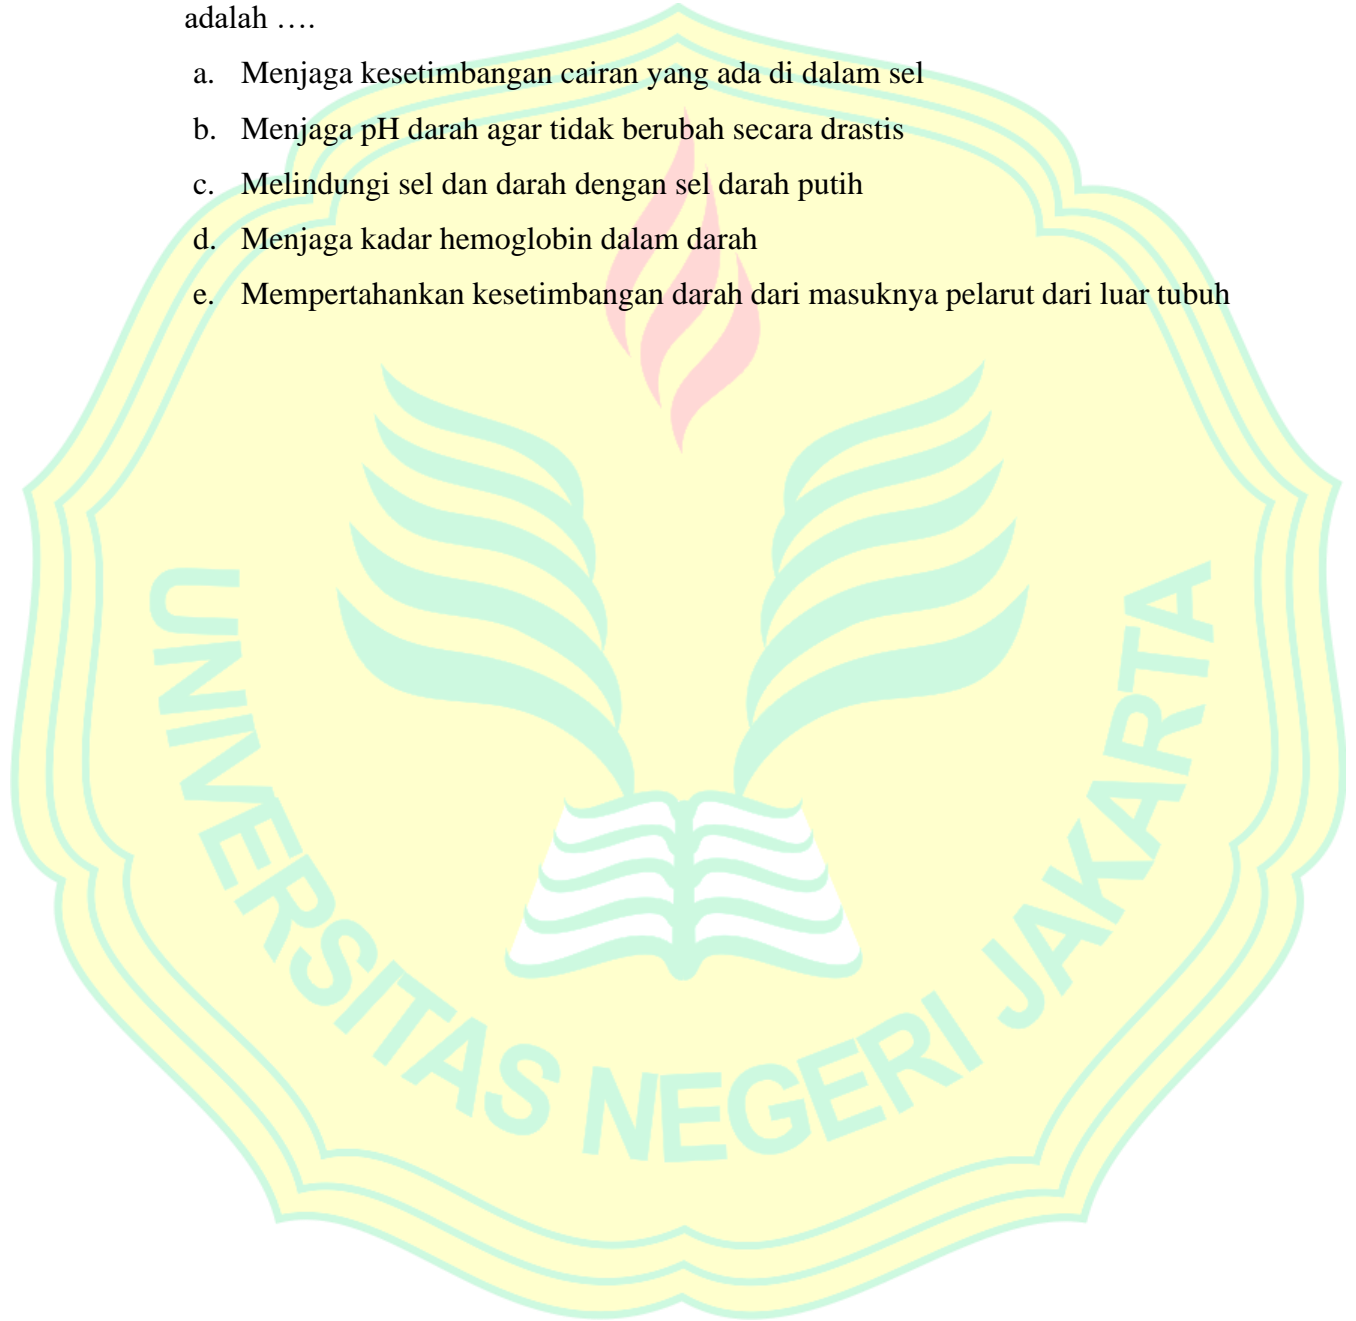 adalah ….
a. Menjaga kesetimbangan cairan yang ada di dalam sel
b. Menjaga pH darah agar tidak berubah secara drastis
c. Melindungi sel dan darah dengan sel darah putih
d. Menjaga kadar hemoglobin dalam darah
e. Mempertahankan kesetimbangan darah dari masuknya pelarut dari luar tubuh
UNIVERSITAS NEGERI JAKARTA